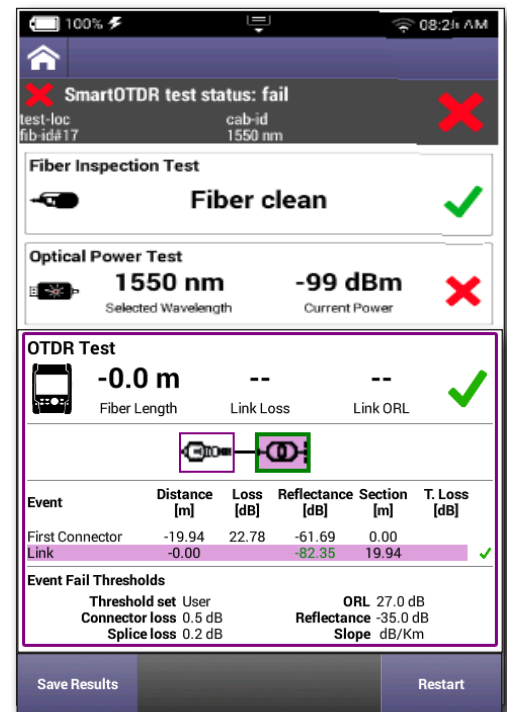 100% 08:2 AM
SmartOTDR test status: fail
test-loc cab-id
fib-id#17 1550 nm
Fiber Inspection Test
Fiber clean
Optical Power Test
1550 nm -99 dBm
Selected Wavelength Current Power
OTDR Test
-0.0 m -- --
Fiber Length Link Loss Link ORL
Event Distance [m] Loss [dB] Reflectance [dB] Section [m] T. Loss [dB]
First Connector -19.94 22.78 -61.69 0.00
Link -0.00 -82.35 19.94
Event Fail Thresholds
Threshold set User ORL 27.0 dB
Connector loss 0.5 dB Reflectance -35.0 dB
Splice loss 0.2 dB Slope dB/Km
Save Results Restart